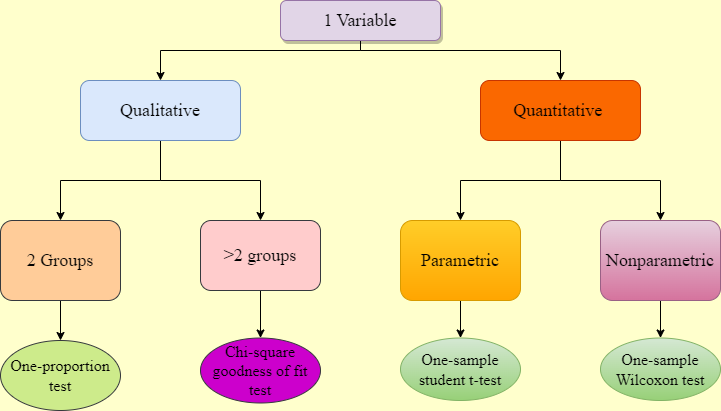 1 Variable
Qualitative
Quantitative
2 Groups
>2 groups
Parametric
Nonparametric
One-proportion
test
Chi-square
goodness of fit
test
One-sample
student t-test
One-sample
Wilcoxon test